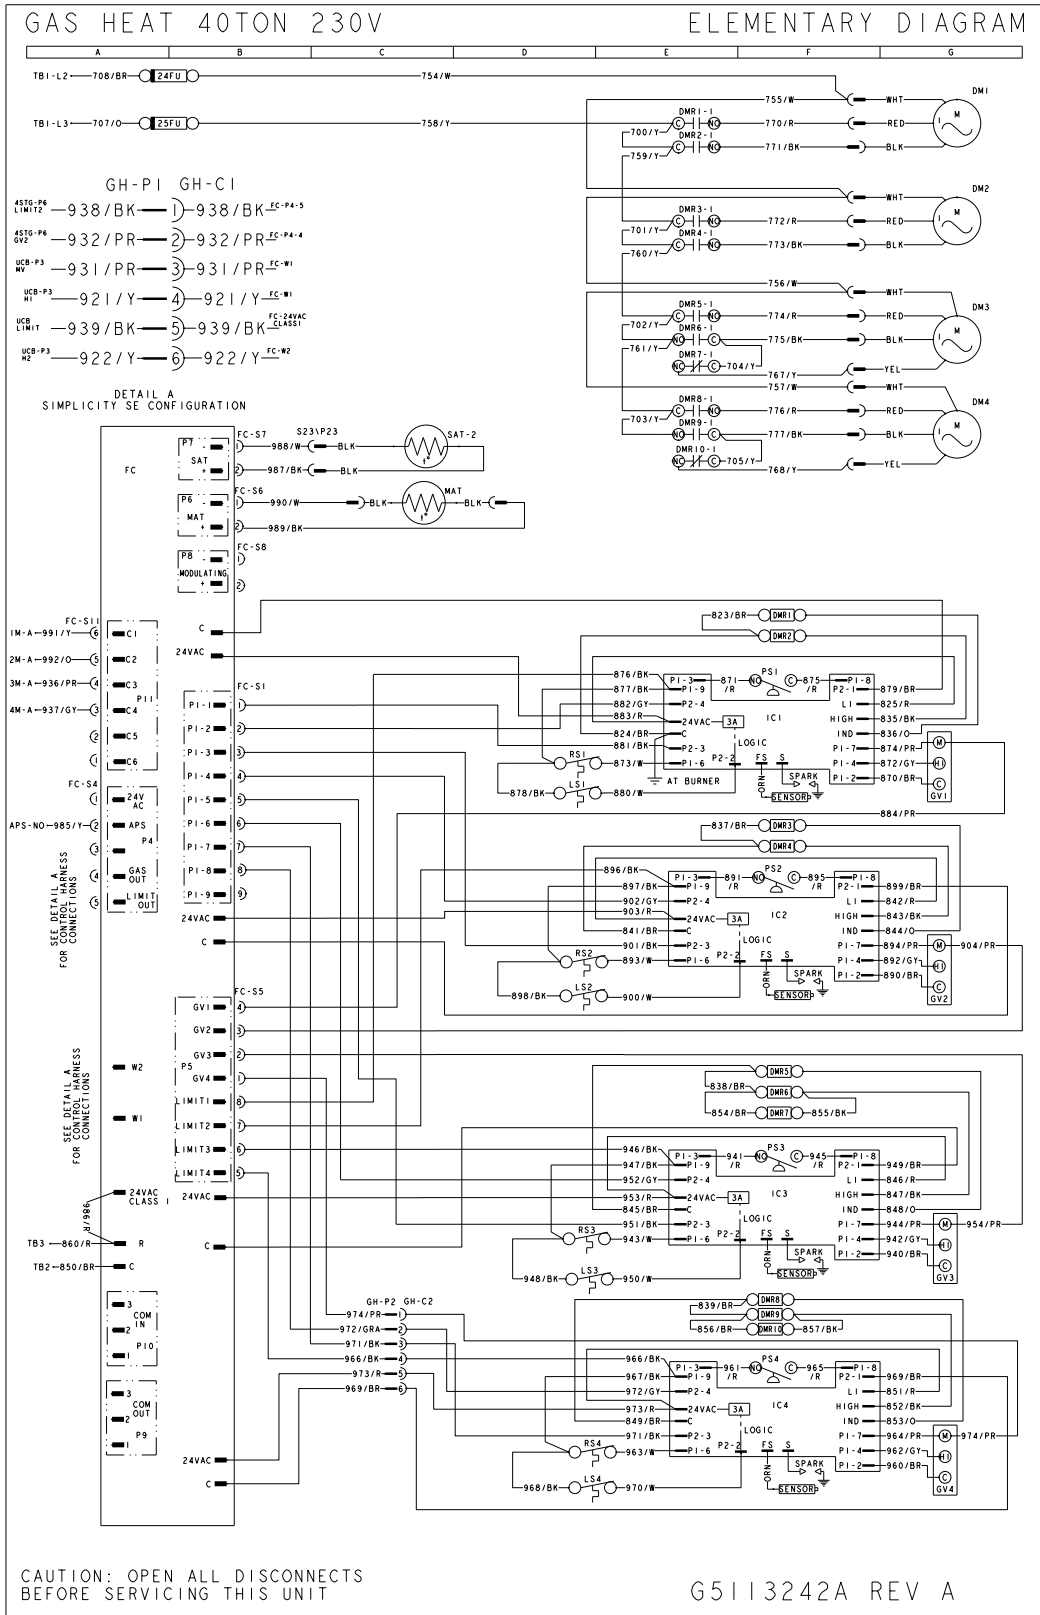 GAS HEAT 40TON 230V
ELEMENTARY DIAGRAM
A B C D E F G
TB1-L2 708/BR 24FU 754/W
TB1-L3 707/O 25FU 758/Y
755/W WHT DM1
DMR1-1
700/Y C NO 770/R RED M
DMR2-1
759/Y C NO 771/BK BLK
WHT DM2
DMR3-1
701/Y C NO 772/R RED M
DMR4-1
760/Y C NO 773/BK BLK
756/W WHT DM3
DMR5-1
702/Y C NO 774/R RED M
DMR6-1
761/Y NO C 775/BK BLK
DMR7-1
NC C 704/Y
767/Y YEL
757/W WHT DM4
DMR8-1
703/Y C NO 776/R RED M
DMR9-1
NO C 777/BK BLK
DMR10-1
NC C 705/Y
768/Y YEL
GH-P1 GH-C1
4STG-P6
LIMIT2
938/BK 1 938/BK FC-P4-5
4STG-P6
GV2
932/PR 2 932/PR FC-P4-4
UCB-P3
MV
931/PR 3 931/PR FC-W1
UCB-P3
H1
921/Y 4 921/Y FC-W1
UCB
LIMIT
939/BK 5 939/BK FC-24VAC
CLASS1
UCB-P3
H2
922/Y 6 922/Y FC-W2
DETAIL A
SIMPLICITY SE CONFIGURATION
FC
P7 - 1 FC-S7 988/W S23\P23 BLK SAT-2
SAT
+ 2 987/BK BLK t°
P6 - 1 FC-S6 990/W BLK MAT BLK
MAT
+ 2 989/BK t°
P8 - 1 FC-S8
MODULATING
+ 2
C
24VAC
FC-S11
1M-A 991/Y 6 C1
2M-A 992/O 5 C2
3M-A 936/PR 4 C3
P11
4M-A 937/GY 3 C4
2 C5
1 C6
FC-S4
1 24V
AC
APS-NO 985/Y 2 APS
3 P4
4 GAS
OUT
5 LIMIT
OUT
SEE DETAIL A
FOR CONTROL HARNESS
CONNECTIONS
FC-S1
P1-1 1
P1-2 2
P1-3 3
P1-4 4
P1-5 5
P1-6 6
P1-7 7
P1-8 8
P1-9 9
24VAC
C
FC-S5
GV1 4
GV2 3
GV3 2
P5
GV4 1
LIMIT1 8
LIMIT2 7
LIMIT3 6
LIMIT4 5
W2
W1
SEE DETAIL A
FOR CONTROL HARNESS
CONNECTIONS
24VAC
CLASS 1
24VAC
986/R
TB3 860/R R
C
TB2 850/BR C
3
COM
IN
2
P10
1
3
COM
OUT
2
P9
1
24VAC
C
GH-P2 GH-C2
974/PR 1
972/GRA 2
971/BK 3
966/BK 4
973/R 5
969/BR 6
823/BR DMR1
DMR2
876/BK P1-3 871/R NO PS1 C 875/R P1-8
877/BK P1-9 P2-1 879/BR
882/GY P2-4 LI 825/R
883/R 24VAC 3A IC1 HIGH 835/BK
824/BR C IND 836/O
881/BK P2-3 LOGIC P1-7 874/PR M
RS1 873/W P1-6 P2-2 FS S P1-4 872/GY HI
AT BURNER ORN SPARK P1-2 870/BR C
878/BK LS1 880/W SENSOR GV1
884/PR
837/BR DMR3
DMR4
896/BK P1-3 891/R NO PS2 C 895/R P1-8
897/BK P1-9 P2-1 899/BR
902/GY P2-4 LI 842/R
903/R 24VAC 3A IC2 HIGH 843/BK
841/BR C IND 844/O
901/BK P2-3 LOGIC P1-7 894/PR M 904/PR
RS2 893/W P1-6 P2-2 FS S P1-4 892/GY HI
ORN SPARK P1-2 890/BR C
898/BK LS2 900/W SENSOR GV2
DMR5
838/BR DMR6
854/BR DMR7 855/BK
946/BK P1-3 941/R NO PS3 C 945/R P1-8
947/BK P1-9 P2-1 949/BR
952/GY P2-4 LI 846/R
953/R 24VAC 3A IC3 HIGH 847/BK
845/BR C IND 848/O
951/BK P2-3 LOGIC P1-7 944/PR M 954/PR
RS3 943/W P1-6 P2-2 FS S P1-4 942/GY HI
ORN SPARK P1-2 940/BR C
948/BK LS3 950/W SENSOR GV3
DMR8
839/BR DMR9
856/BR DMR10 857/BK
966/BK P1-3 961/R NO PS4 C 965/R P1-8
967/BK P1-9 P2-1 969/BR
972/GY P2-4 LI 851/R
973/R 24VAC 3A IC4 HIGH 852/BK
849/BR C IND 853/O
971/BK P2-3 LOGIC P1-7 964/PR M 974/PR
RS4 963/W P1-6 P2-2 FS S P1-4 962/GY HI
ORN SPARK P1-2 960/BR C
968/BK LS4 970/W SENSOR GV4
CAUTION: OPEN ALL DISCONNECTS
BEFORE SERVICING THIS UNIT
G5113242A REV A